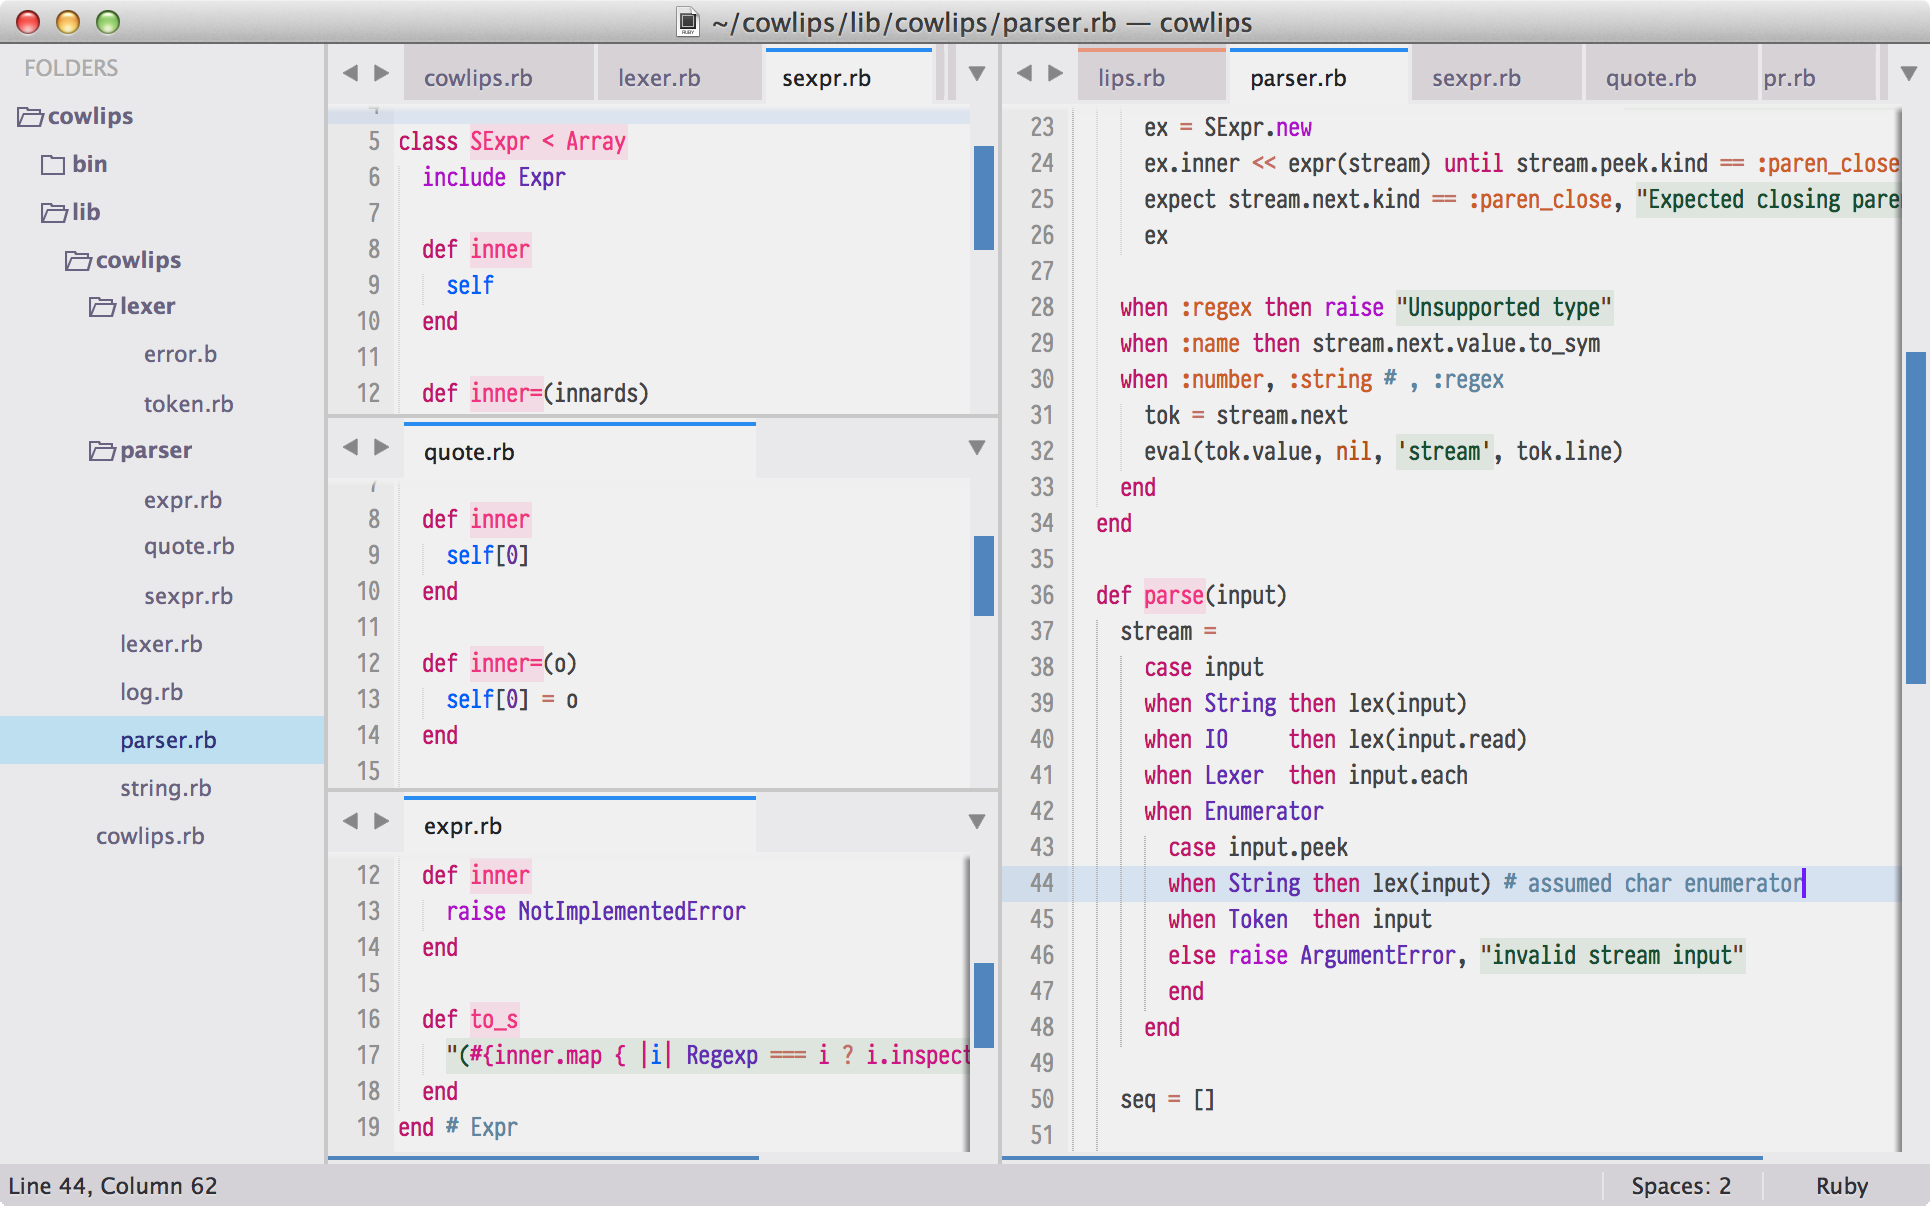 ~/cowlips/lib/cowlips/parser.rb — cowlips
FOLDERS
cowlips
bin
lib
cowlips
lexer
error.b
token.rb
parser
expr.rb
quote.rb
sexpr.rb
lexer.rb
log.rb
parser.rb
string.rb
cowlips.rb
cowlips.rb lexer.rb sexpr.rb
5 class SExpr < Array
6   include Expr
7
8   def inner
9     self
10   end
11
12   def inner=(innards)
quote.rb
7
8   def inner
9     self[0]
10   end
11
12   def inner=(o)
13     self[0] = o
14   end
15
expr.rb
12   def inner
13     raise NotImplementedError
14   end
15
16   def to_s
17     "(#{inner.map { |i| Regexp === i ? i.inspect
18   end
19 end # Expr
lips.rb parser.rb sexpr.rb quote.rb pr.rb
23       ex = SExpr.new
24       ex.inner << expr(stream) until stream.peek.kind == :paren_close
25       expect stream.next.kind == :paren_close, "Expected closing pare
26       ex
27
28     when :regex then raise "Unsupported type"
29     when :name then stream.next.value.to_sym
30     when :number, :string # , :regex
31       tok = stream.next
32       eval(tok.value, nil, 'stream', tok.line)
33     end
34   end
35
36   def parse(input)
37     stream =
38       case input
39       when String then lex(input)
40       when IO     then lex(input.read)
41       when Lexer  then input.each
42       when Enumerator
43         case input.peek
44         when String then lex(input) # assumed char enumerator
45         when Token  then input
46         else raise ArgumentError, "invalid stream input"
47         end
48       end
49
50     seq = []
51
Line 44, Column 62
Spaces: 2
Ruby